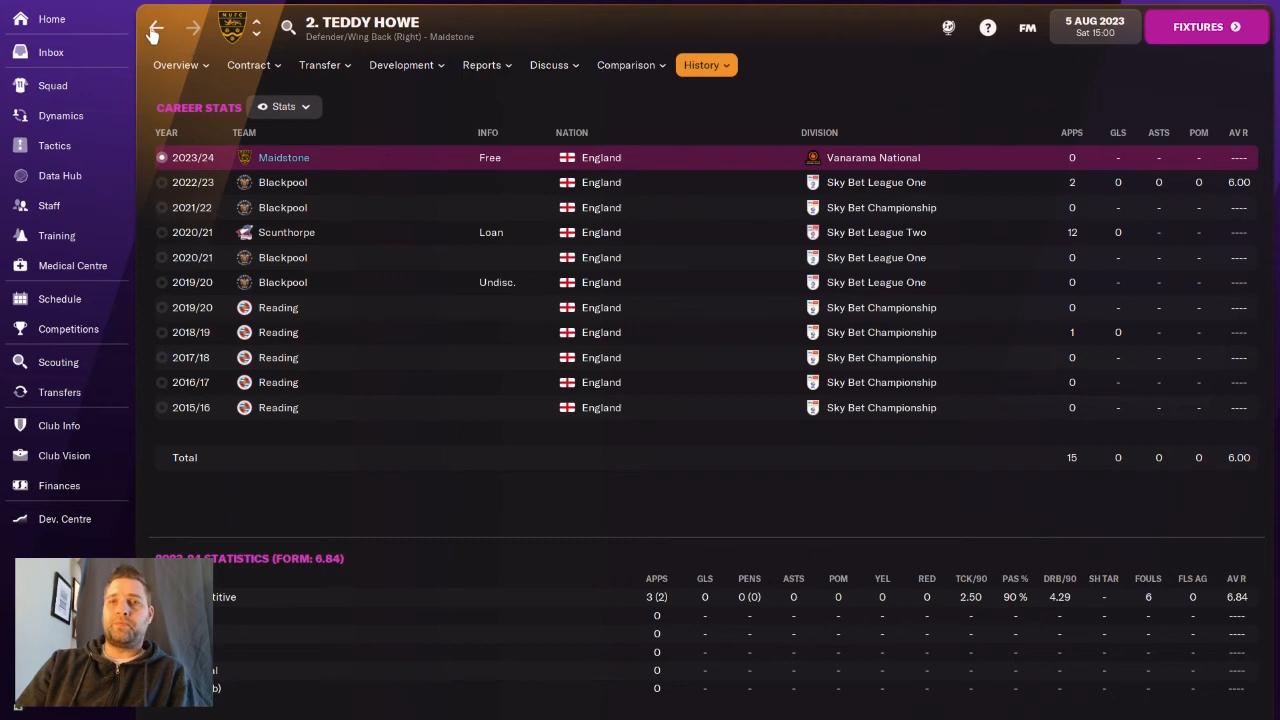 Home
Inbox
Squad
Dynamics
Tactics
Data Hub
Staff
Training
Medical Centre
Schedule
Competitions
Scouting
Transfers
Club Info
Club Vision
Finances
Dev. Centre
NUFC
2. TEDDY HOWE
Defender/Wing Back (Right) - Maidstone
? FM
5 AUG 2023
Sat 15:00
FIXTURES
Overview Contract Transfer Development Reports Discuss Comparison History
CAREER STATS Stats
YEAR TEAM INFO NATION DIVISION APPS GLS ASTS POM AV R
2023/24 Maidstone Free England Vanarama National 0 - - - ----
2022/23 Blackpool England Sky Bet League One 2 0 0 0 6.00
2021/22 Blackpool England Sky Bet Championship 0 - - - ----
2020/21 Scunthorpe Loan England Sky Bet League Two 12 0 - - ----
2020/21 Blackpool England Sky Bet League One 0 - - - ----
2019/20 Blackpool Undisc. England Sky Bet League One 0 - - - ----
2019/20 Reading England Sky Bet Championship 0 - - - ----
2018/19 Reading England Sky Bet Championship 1 0 - - ----
2017/18 Reading England Sky Bet Championship 0 - - - ----
2016/17 Reading England Sky Bet Championship 0 - - - ----
2015/16 Reading England Sky Bet Championship 0 - - - ----
Total 15 0 0 0 6.00
STATISTICS (FORM: 6.84)
APPS GLS PENS ASTS POM YEL RED TCK/90 PAS % DRB/90 SH TAR FOULS FLS AG AV R
3 (2) 0 0 (0) 0 0 0 0 2.50 90 % 4.29 - 6 0 6.84
0 - - - - - - - - - - - - ----
0 - - - - - - - - - - - - ----
0 - - - - - - - - - - - - ----
0 - - - - - - - - - - - - ----
0 - - - - - - - - - - - - ----